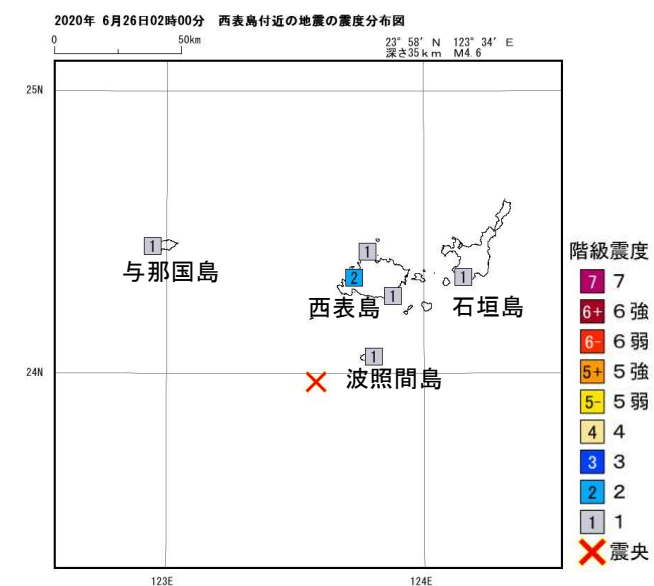 2020年 6月26日02時00分 西表島付近の地震の震度分布図
0 50km
23° 58′ N 123° 34′ E
深さ35ｋｍ M4.6
25N
1
与那国島
1
2
1
西表島
1
石垣島
1
波照間島
24N
123E 124E
階級震度
7 7
6+ 6強
6- 6弱
5+ 5強
5- 5弱
4 4
3 3
2 2
1 1
震央